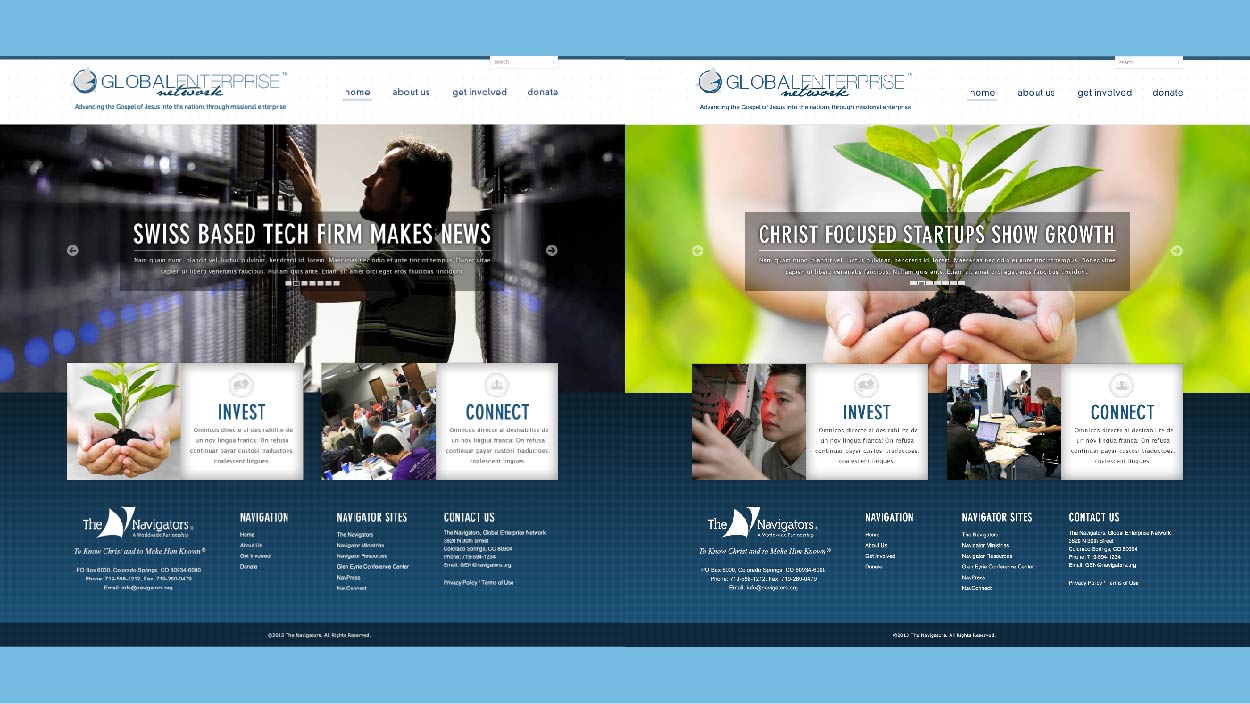 search
GLOBALENTERPRISE™
network
Advancing the Gospel of Jesus into the nations through missional enterprise
home about us get involved donate
SWISS BASED TECH FIRM MAKES NEWS
Nam quam nunc, blandit vel, luctus pulvinar, hendrerit id, lorem. Maecenas nec odio et ante tincint tempus. Donec vitae
sapien ut libero venenatis faucibus. Nullam quis ante. Etiam sit amet orci eget eros faucibus tincidunt.
INVEST
Omnicos directe al desirabilite de
un nov lingua franca: On refusa
continuar payar custosi traductores.
coalescent lingues.
CONNECT
Omnicos directe al desirabilite de
un nov lingua franca: On refusa
continuar payar custosi traductores.
coalescent lingues.
The Navigators®
A Worldwide Partnership
To Know Christ and to Make Him Known®
PO Box 6000, Colorado Springs, CO 80934-6000
Phone: 719-598-1212, Fax: 719-260-0479
Email: info@navigators.org
NAVIGATION
Home
About Us
Get Involved
Donate
NAVIGATOR SITES
The Navigators
Navigator Ministries
Navigator Resources
Glen Eyrie Conference Center
NavPress
NavConnect
CONTACT US
The Navigators, Global Enterprise Network
3820 N 30th Street
Colorado Springs, CO 80904
Phone: 719-594-1234
Email: GEN@navigators.org
Privacy Policy / Terms of Use
©2013 The Navigators. All Rights Reserved.
search
GLOBALENTERPRISE™
network
Advancing the Gospel of Jesus into the nations through missional enterprise
home about us get involved donate
CHRIST FOCUSED STARTUPS SHOW GROWTH
Nam quam nunc, blandit vel, luctus pulvinar, hendrerit id, lorem. Maecenas nec odio et ante tincint tempus. Donec vitae
sapien ut libero venenatis faucibus. Nullam quis ante. Etiam sit amet orci eget eros faucibus tincidunt.
INVEST
Omnicos directe al desirabilite de
un nov lingua franca: On refusa
continuar payar custosi traductores.
coalescent lingues.
CONNECT
Omnicos directe al desirabilite de
un nov lingua franca: On refusa
continuar payar custosi traductores.
coalescent lingues.
The Navigators®
A Worldwide Partnership
To Know Christ and to Make Him Known®
PO Box 6000, Colorado Springs, CO 80934-6000
Phone: 719-598-1212, Fax: 719-260-0479
Email: info@navigators.org
NAVIGATION
Home
About Us
Get Involved
Donate
NAVIGATOR SITES
The Navigators
Navigator Ministries
Navigator Resources
Glen Eyrie Conference Center
NavPress
NavConnect
CONTACT US
The Navigators, Global Enterprise Network
3820 N 30th Street
Colorado Springs, CO 80904
Phone: 719-594-1234
Email: GEN@navigators.org
Privacy Policy / Terms of Use
©2013 The Navigators. All Rights Reserved.